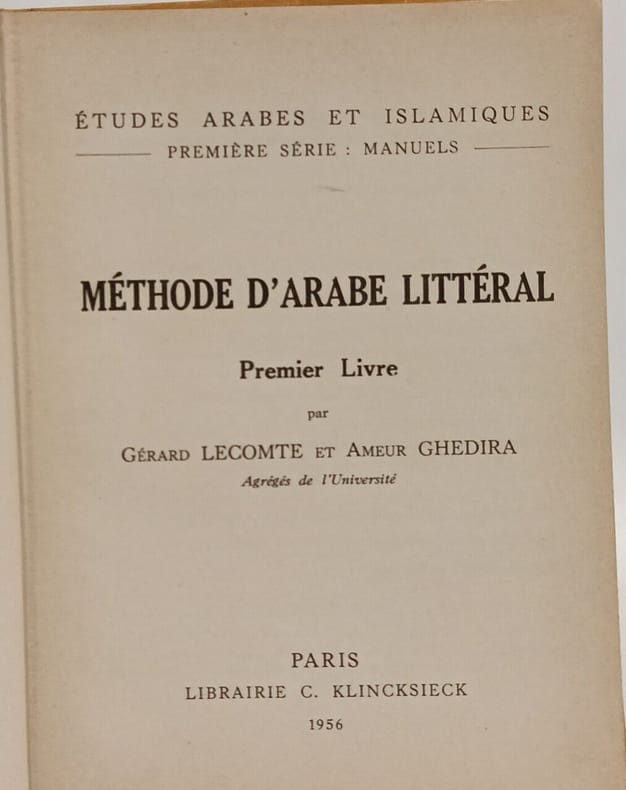 ÉTUDES ARABES ET ISLAMIQUES
PREMIÈRE SÉRIE : MANUELS
MÉTHODE D'ARABE LITTÉRAL
Premier Livre
par
GÉRARD LECOMTE ET AMEUR GHEDIRA
Agrégés de l'Université
PARIS
LIBRAIRIE C. KLINCKSIECK
1956